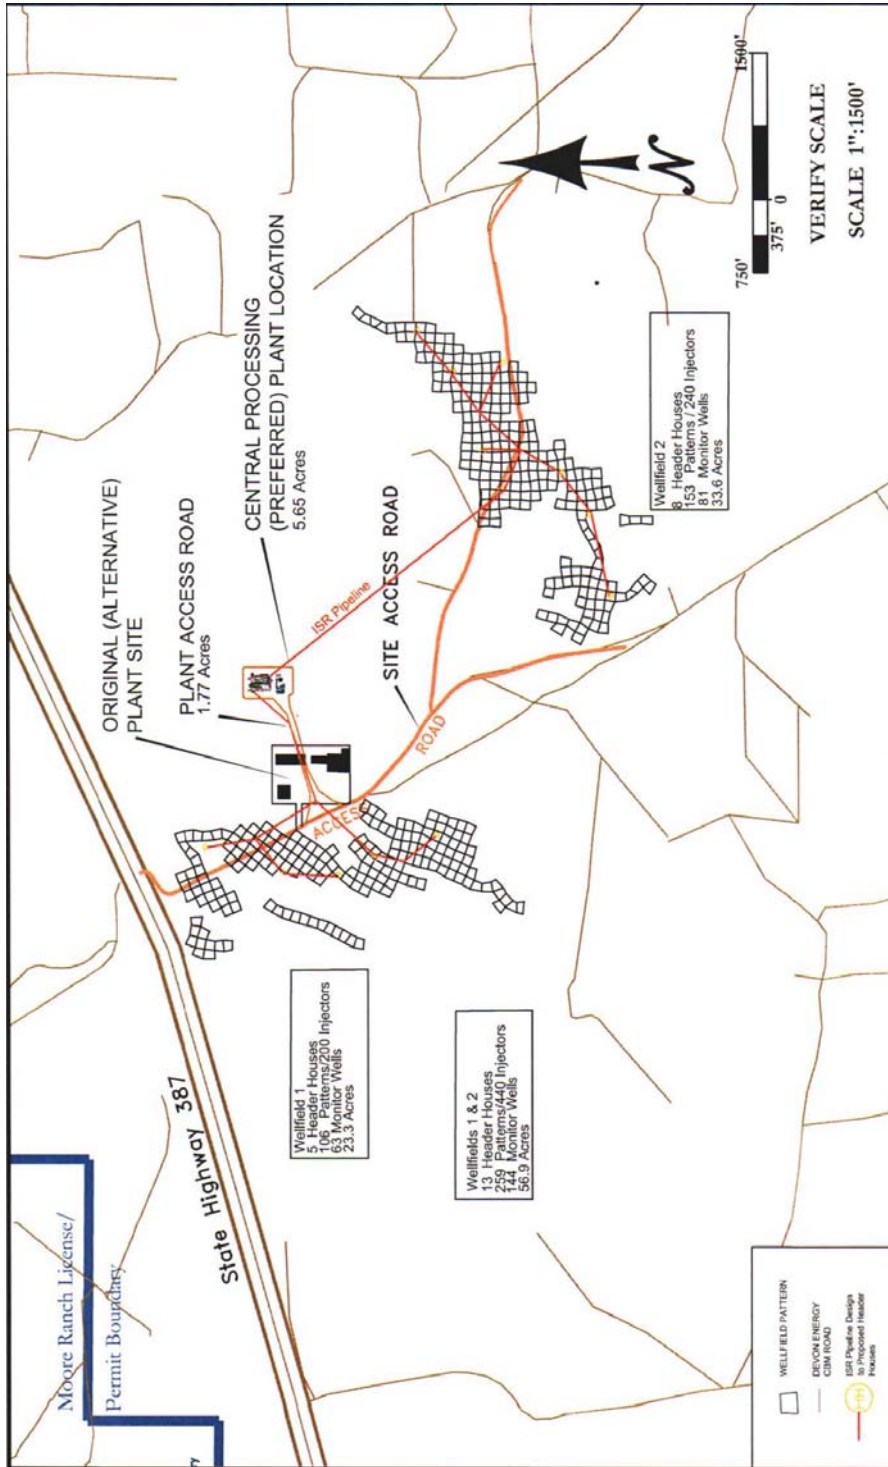 Moore Ranch License/
Permit Boundary
ry
State Highway 387
ORIGINAL (ALTERNATIVE)
PLANT SITE
PLANT ACCESS ROAD
1.77 Acres
CENTRAL PROCESSING
(PREFERRED) PLANT LOCATION
5.65 Acres
ISR Pipeline
SITE ACCESS ROAD
ACCESS
ROAD
Wellfield 1
5 Header Houses
106 Patterns/200 Injectors
63 Monitor Wells
23.3 Acres
Wellfields 1 & 2
13 Header Houses
259 Patterns/440 Injectors
144 Monitor Wells
56.9 Acres
Wellfield 2
8 Header Houses
153 Patterns / 240 Injectors
81 Monitor Wells
33.6 Acres
N
750'
375'
0
1500'
VERIFY SCALE
SCALE 1":1500'
WELLFIELD PATTERN
DEVON ENERGY
CBM ROAD
HH
ISR Pipeline Design
to Proposed Header
Houses